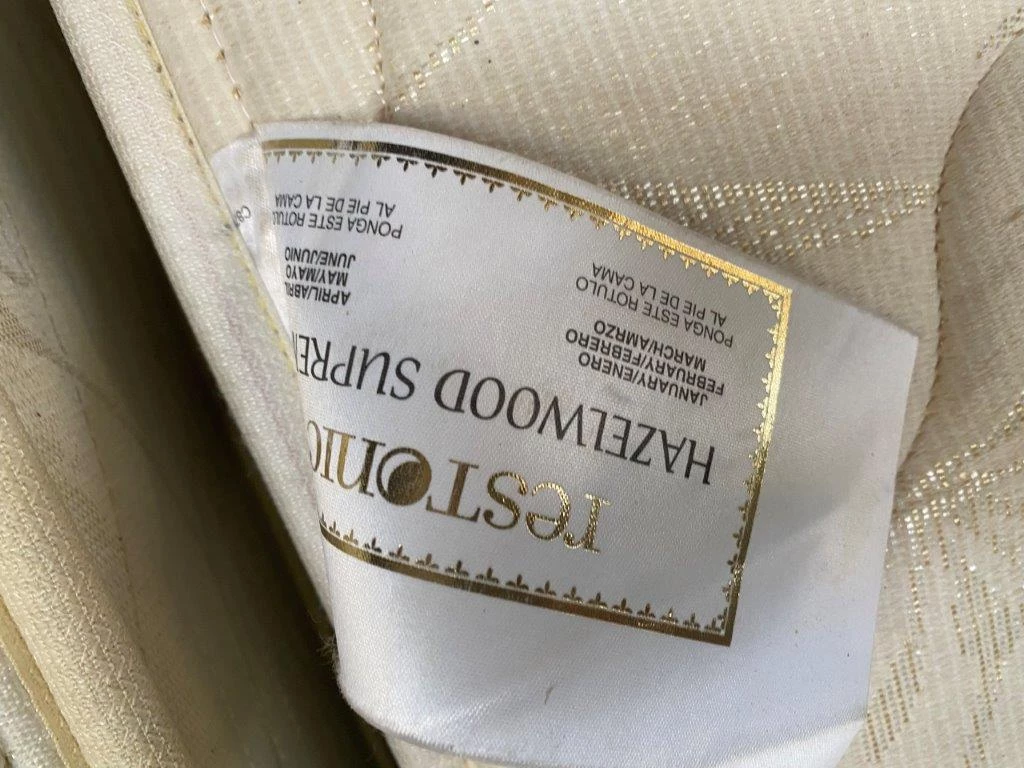 resTonic
HAZELWOOD SUPREM
JANUARY/ENERO
FEBRUARY/FEBRERO
MARCH/AMRZO
PONGA ESTE ROTULO
AL PIE DE LA CAMA
APRIL/ABRIL
MAY/MAYO
JUNE/JUNIO
PONGA ESTE ROTULO
AL PIE DE LA CAMA